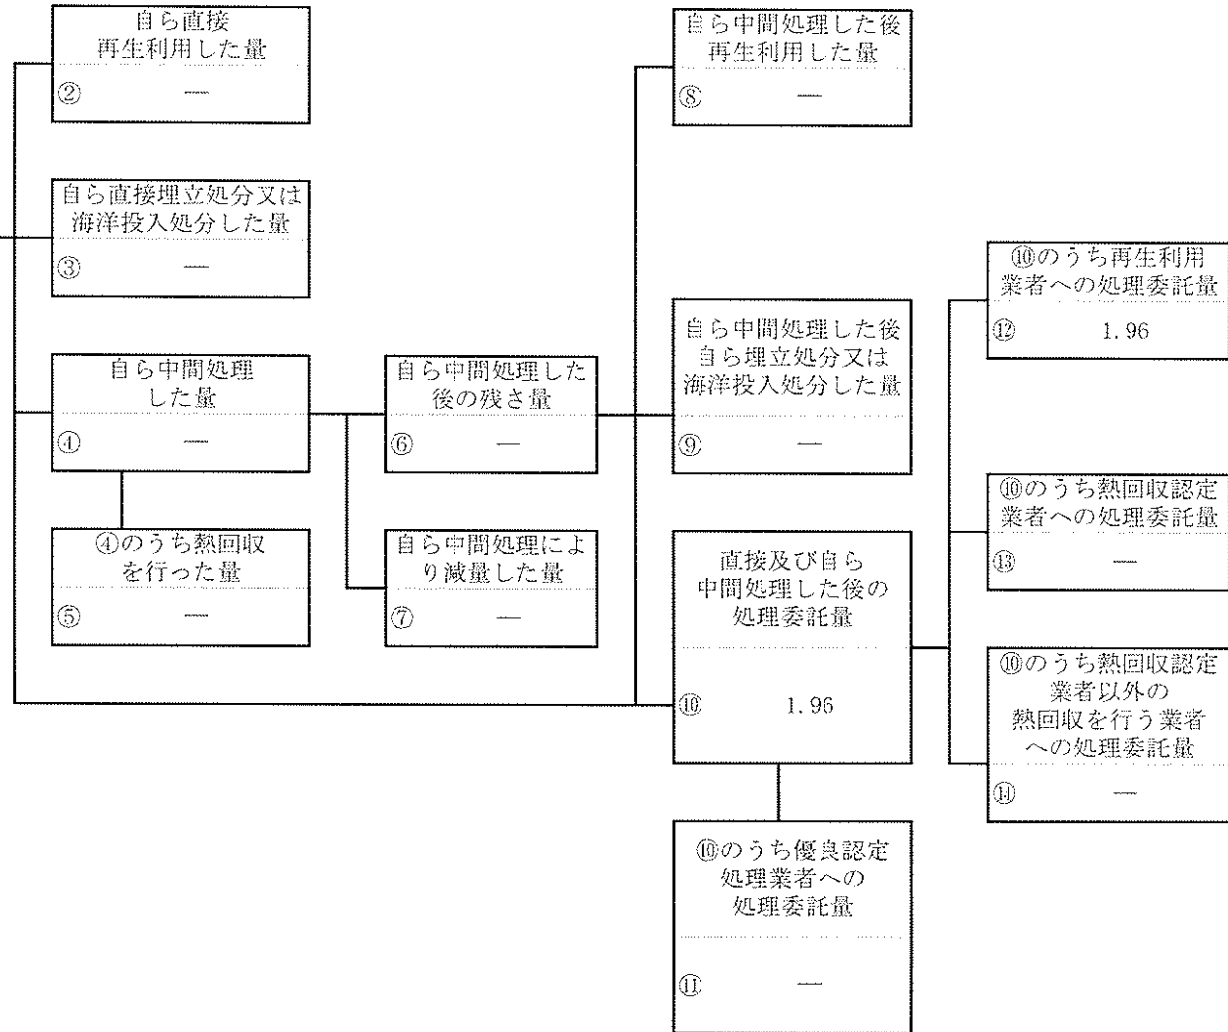 自ら直接
再生利用した量
② —
自ら直接埋立処分又は
海洋投入処分した量
③ —
自ら中間処理
した量
④ —
④のうち熱回収
を行った量
⑤ —
自ら中間処理した
後の残さ量
⑥ —
自ら中間処理によ
り減量した量
⑦ —
自ら中間処理した後
再生利用した量
⑧ —
自ら中間処理した後
自ら埋立処分又は
海洋投入処分した量
⑨ —
直接及び自ら
中間処理した後の
処理委託量
⑩ 1.96
⑩のうち優良認定
処理業者への
処理委託量
⑪ —
⑩のうち再生利用
業者への処理委託量
⑫ 1.96
⑩のうち熱回収認定
業者への処理委託量
⑬ —
⑩のうち熱回収認定
業者以外の
熱回収を行う業者
への処理委託量
⑭ —